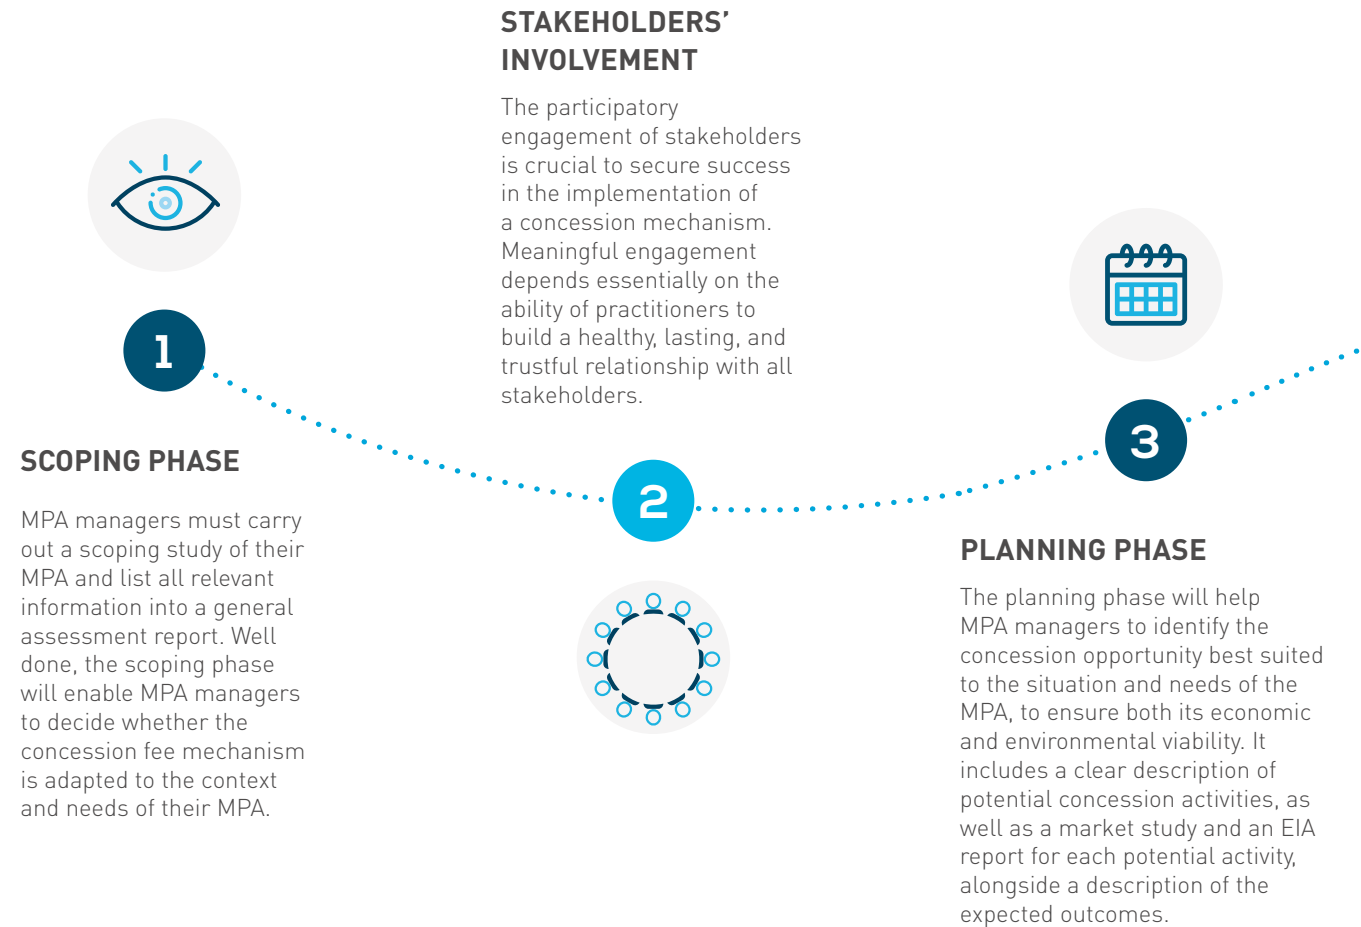 1
SCOPING PHASE
MPA managers must carry
out a scoping study of their
MPA and list all relevant
information into a general
assessment report. Well
done, the scoping phase
will enable MPA managers
to decide whether the
concession fee mechanism
is adapted to the context
and needs of their MPA.
STAKEHOLDERS’
INVOLVEMENT
The participatory
engagement of stakeholders
is crucial to secure success
in the implementation of
a concession mechanism.
Meaningful engagement
depends essentially on the
ability of practitioners to
build a healthy, lasting, and
trustful relationship with all
stakeholders.
2
3
PLANNING PHASE
The planning phase will help
MPA managers to identify the
concession opportunity best suited
to the situation and needs of the
MPA, to ensure both its economic
and environmental viability. It
includes a clear description of
potential concession activities, as
well as a market study and an EIA
report for each potential activity,
alongside a description of the
expected outcomes.